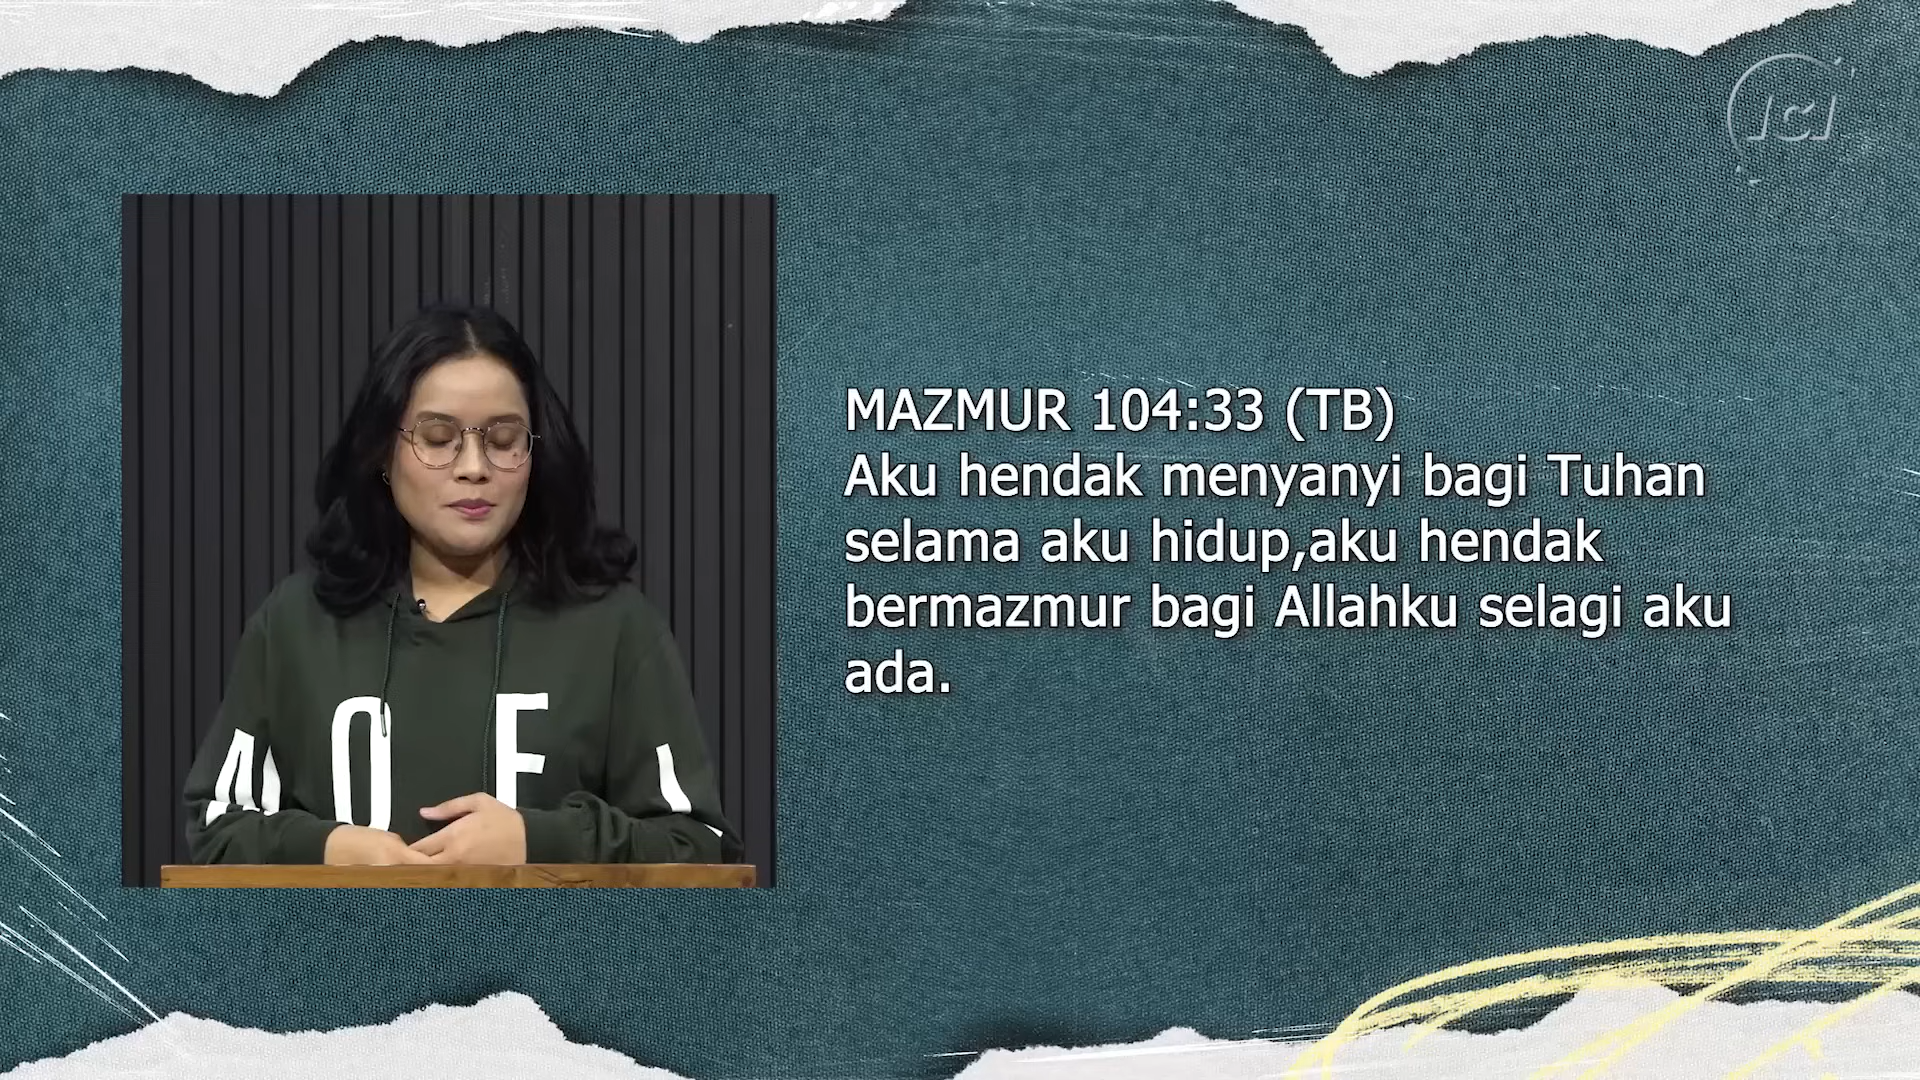 ici
MAZMUR 104:33 (TB)
Aku hendak menyanyi bagi Tuhan
selama aku hidup,aku hendak
bermazmur bagi Allahku selagi aku
ada.